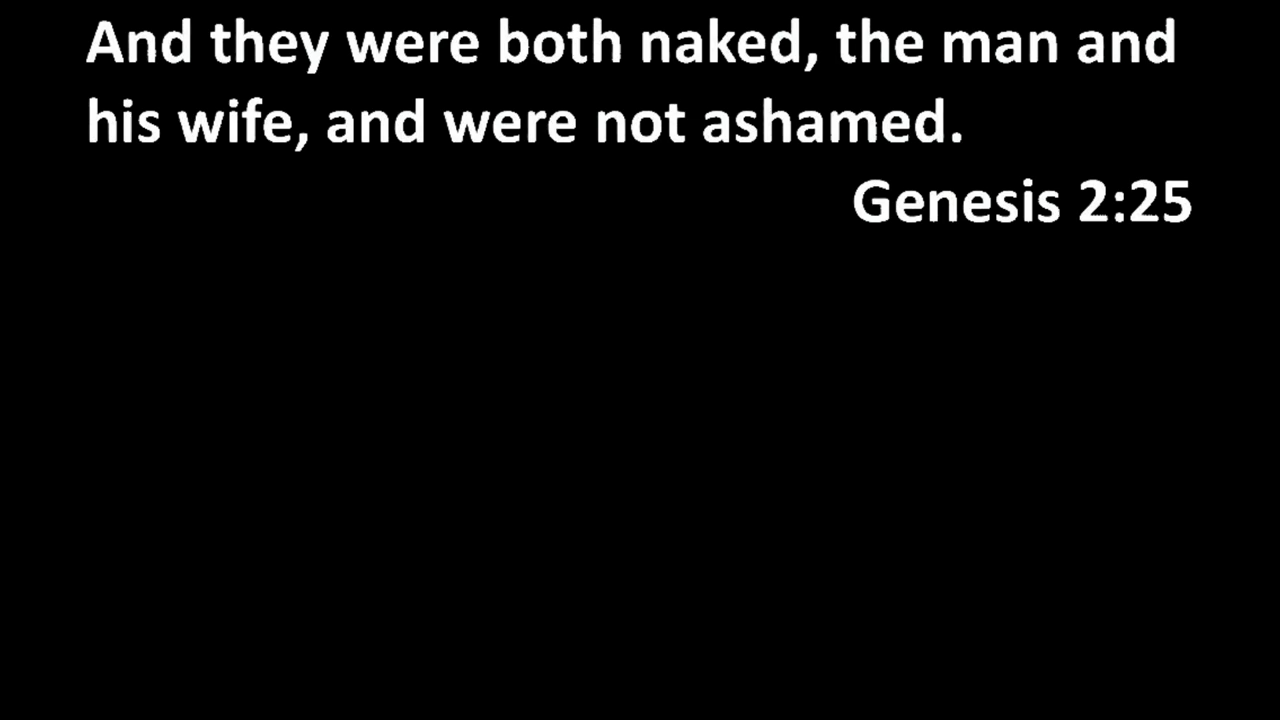 And they were both naked, the man and
his wife, and were not ashamed.
Genesis 2:25